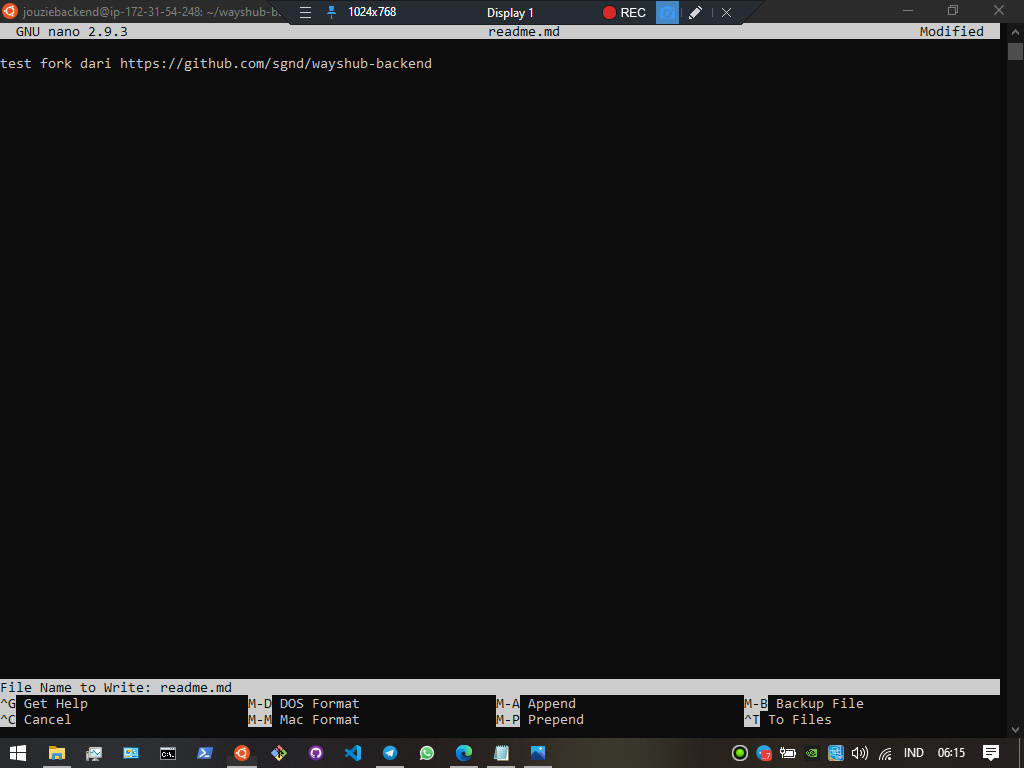 jouziebackend@ip-172-31-54-248: ~/wayshub-b
1024x768
Display 1
REC
GNU nano 2.9.3 readme.md Modified
test fork dari https://github.com/sgnd/wayshub-backend
File Name to Write: readme.md
^G Get Help M-D DOS Format M-A Append M-B Backup File
^C Cancel M-M Mac Format M-P Prepend ^T To Files
IND 06:15